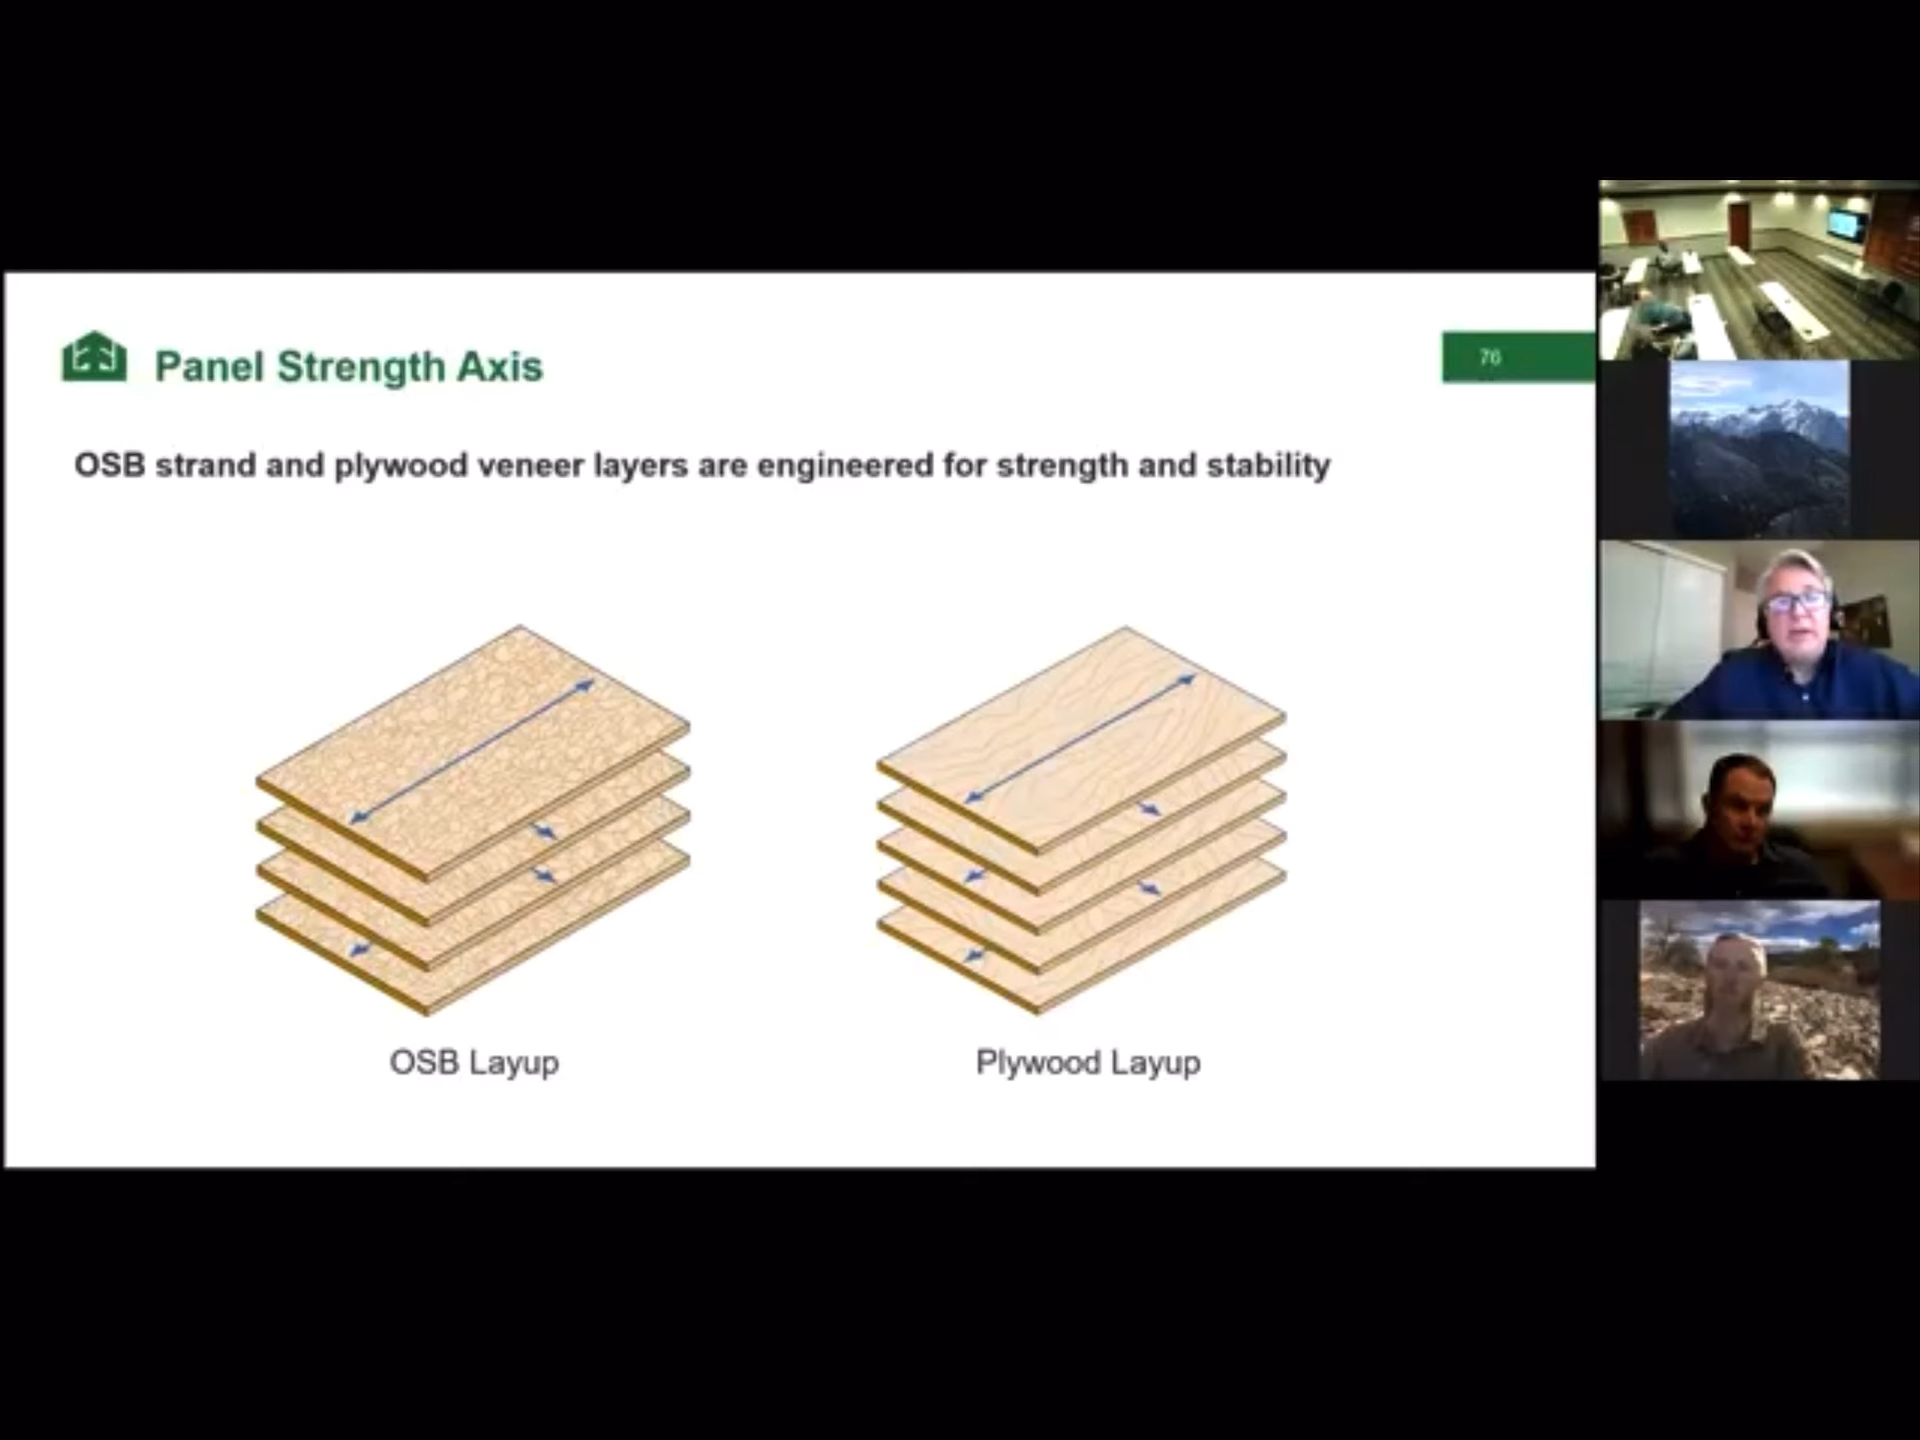 Panel Strength Axis
76
OSB strand and plywood veneer layers are engineered for strength and stability
OSB Layup
Plywood Layup